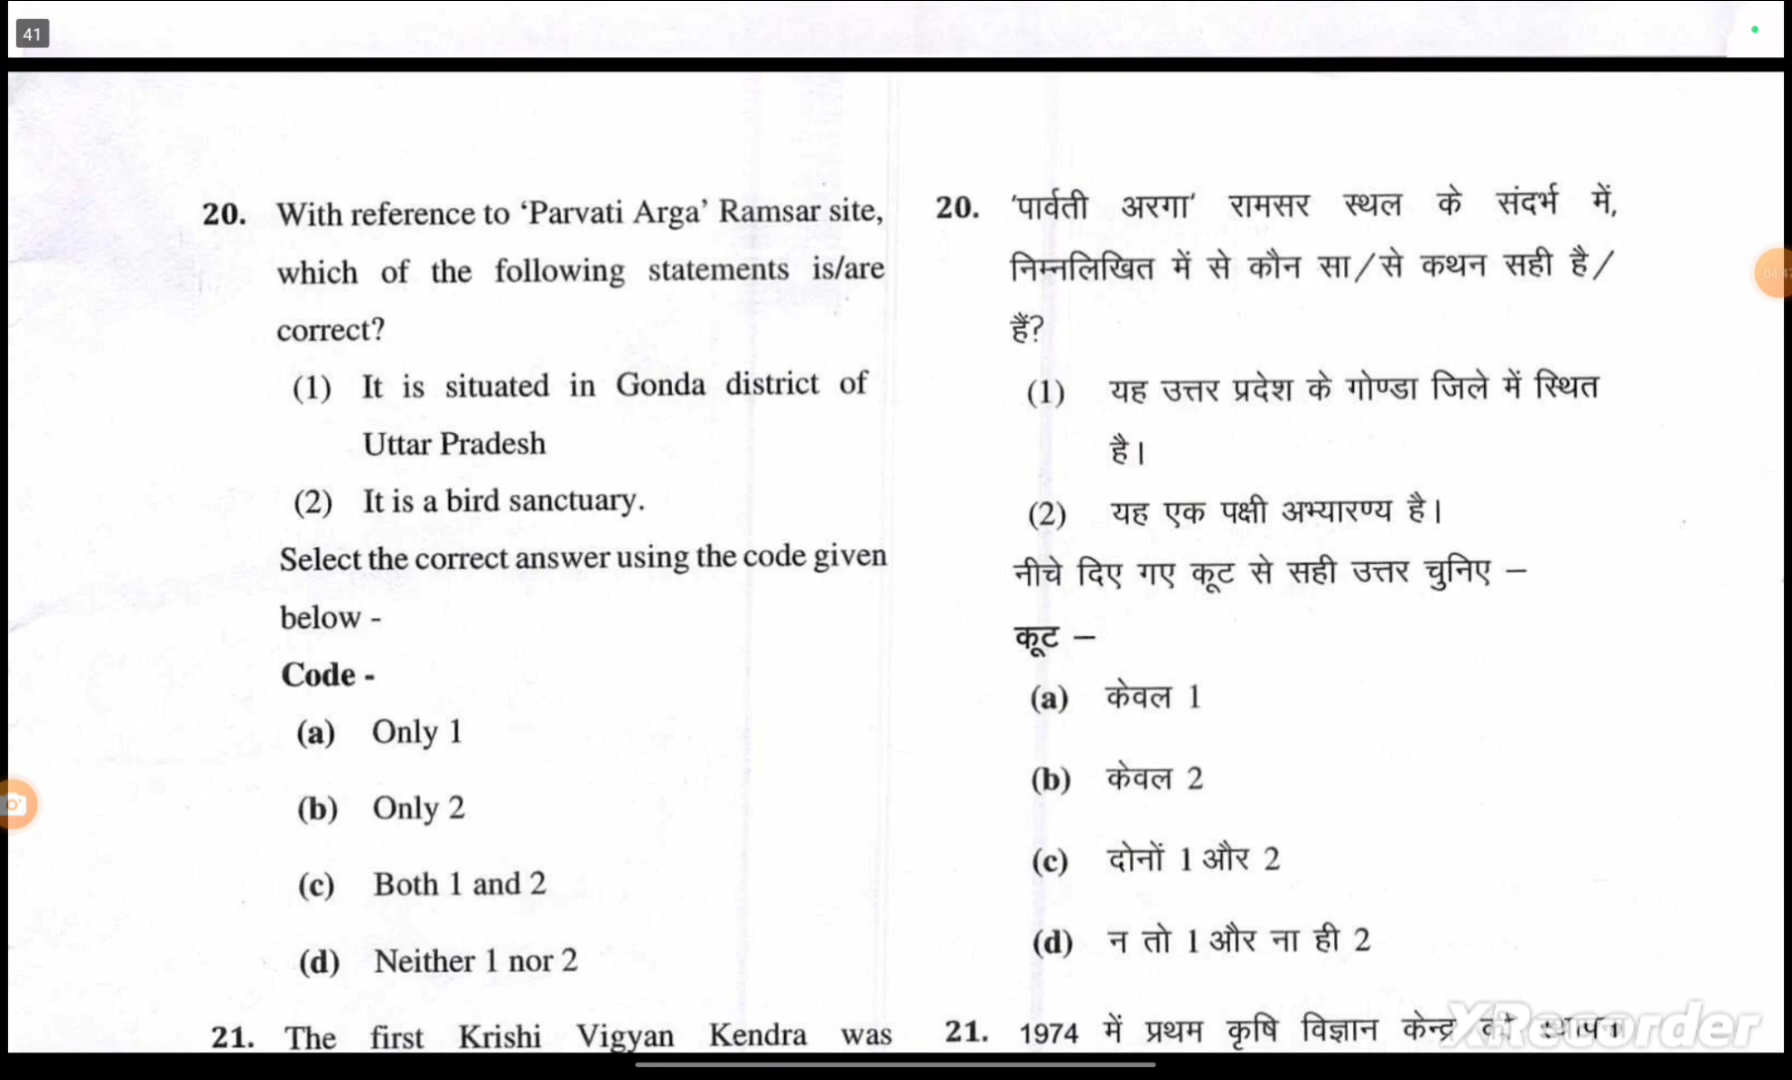 41
20. With reference to ‘Parvati Arga’ Ramsar site,
which of the following statements is/are
correct?
(1) It is situated in Gonda district of
Uttar Pradesh
(2) It is a bird sanctuary.
Select the correct answer using the code given
below -
Code -
(a) Only 1
(b) Only 2
(c) Both 1 and 2
(d) Neither 1 nor 2
21. The first Krishi Vigyan Kendra was
20. ‘पार्वती अरगा’ रामसर स्थल के संदर्भ में,
निम्नलिखित में से कौन सा/से कथन सही है/
हैं?
(1) यह उत्तर प्रदेश के गोण्डा जिले में स्थित
है।
(2) यह एक पक्षी अभ्यारण्य है।
नीचे दिए गए कूट से सही उत्तर चुनिए –
कूट –
(a) केवल 1
(b) केवल 2
(c) दोनों 1 और 2
(d) न तो 1 और ना ही 2
21. 1974 में प्रथम कृषि विज्ञान केन्द्र की स्थापना
XRecorder